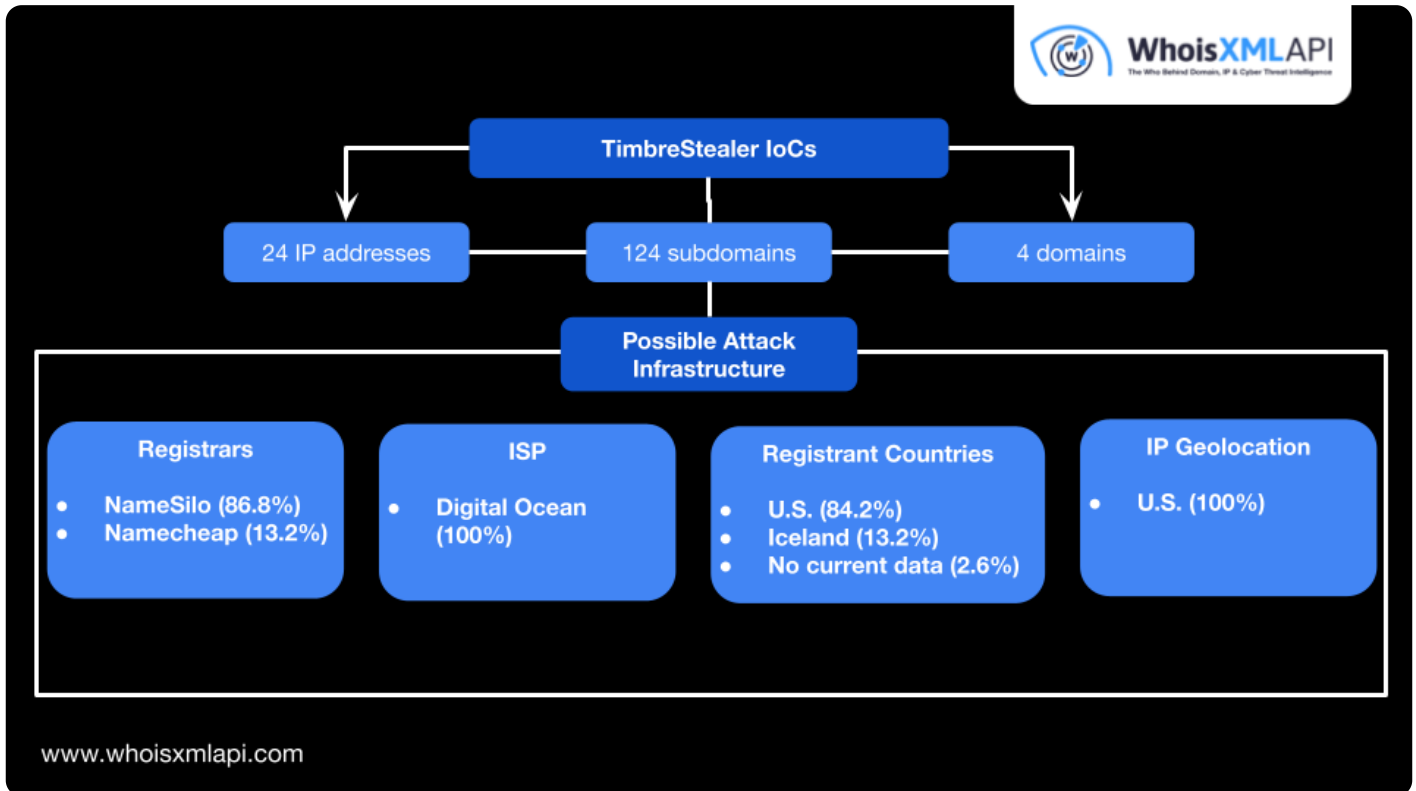 WhoisXMLAPI
The Who Behind Domain, IP & Cyber Threat Intelligence
TimbreStealer IoCs
24 IP addresses
124 subdomains
4 domains
Possible Attack
Infrastructure
Registrars
● NameSilo (86.8%)
● Namecheap (13.2%)
ISP
● Digital Ocean
(100%)
Registrant Countries
● U.S. (84.2%)
● Iceland (13.2%)
● No current data (2.6%)
IP Geolocation
● U.S. (100%)
www.whoisxmlapi.com